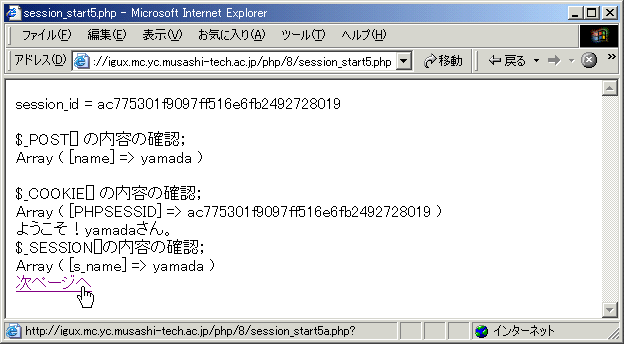 session_start5.php - Microsoft Internet Explorer
ファイル(F) 編集(E) 表示(V) お気に入り(A) ツール(T) ヘルプ(H)
アドレス(D) ://igux.mc.yc.musashi-tech.ac.jp/php/8/session_start5.php 移動 戻る »
session_id = ac775301f9097ff516e6fb2492728019
$_POST[] の内容の確認;
Array ( [name] => yamada )
$_COOKIE[] の内容の確認;
Array ( [PHPSESSID] => ac775301f9097ff516e6fb2492728019 )
ようこそ！yamadaさん。
$_SESSION[]の内容の確認;
Array ( [s_name] => yamada )
次ページへ
http://igux.mc.yc.musashi-tech.ac.jp/php/8/session_start5a.php? インターネット